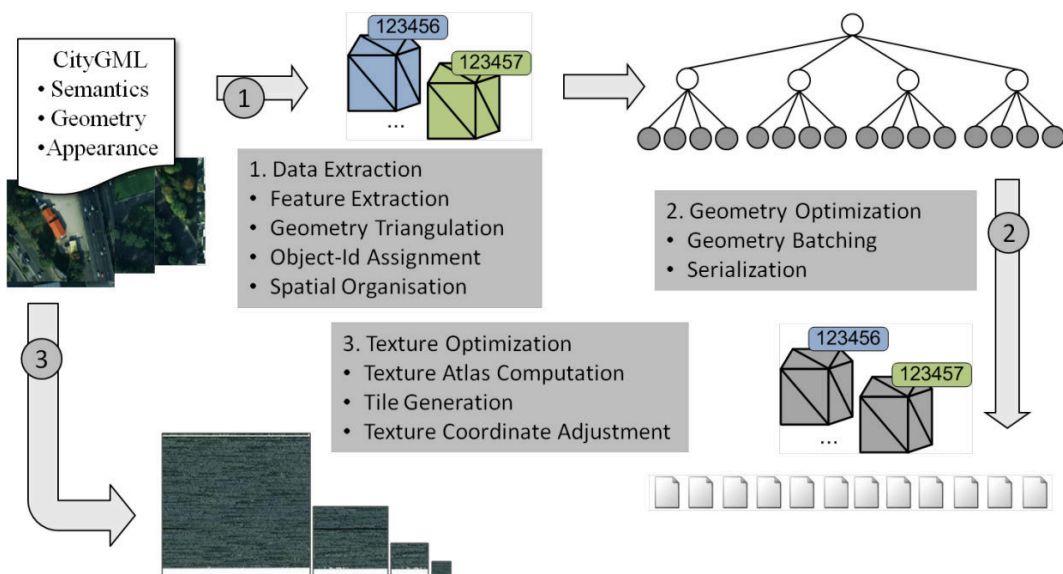 CityGML
• Semantics
• Geometry
• Appearance
1
123456
123457
...
1. Data Extraction
• Feature Extraction
• Geometry Triangulation
• Object-Id Assignment
• Spatial Organisation
2. Geometry Optimization
• Geometry Batching
• Serialization
2
3
3. Texture Optimization
• Texture Atlas Computation
• Tile Generation
• Texture Coordinate Adjustment
123456
123457
...